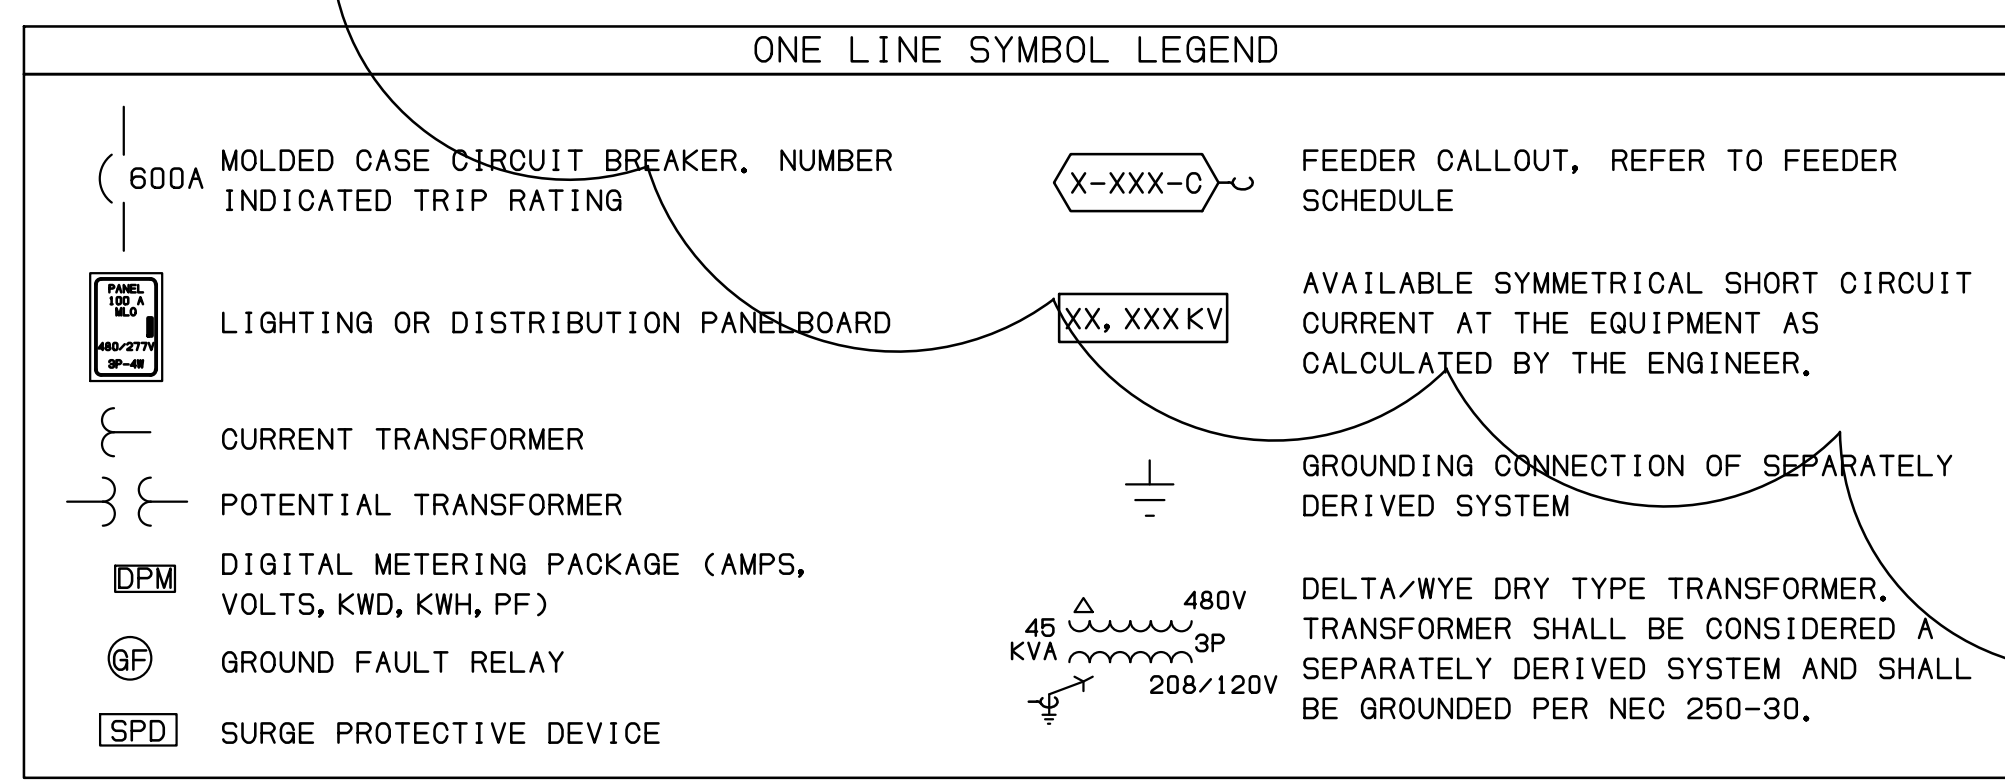 ONE LINE SYMBOL LEGEND
600A
MOLDED CASE CIRCUIT BREAKER. NUMBER
INDICATED TRIP RATING
PANEL
100 A
MLO
480/277V
3P-4W
LIGHTING OR DISTRIBUTION PANELBOARD
CURRENT TRANSFORMER
POTENTIAL TRANSFORMER
DPM
DIGITAL METERING PACKAGE (AMPS,
VOLTS, KWD, KWH, PF)
GF
GROUND FAULT RELAY
SPD
SURGE PROTECTIVE DEVICE
X-XXX-C
FEEDER CALLOUT, REFER TO FEEDER
SCHEDULE
XX, XXX KV
AVAILABLE SYMMETRICAL SHORT CIRCUIT
CURRENT AT THE EQUIPMENT AS
CALCULATED BY THE ENGINEER.
GROUNDING CONNECTION OF SEPARATELY
DERIVED SYSTEM
480V
45
KVA
3P
208/120V
DELTA/WYE DRY TYPE TRANSFORMER.
TRANSFORMER SHALL BE CONSIDERED A
SEPARATELY DERIVED SYSTEM AND SHALL
BE GROUNDED PER NEC 250-30.